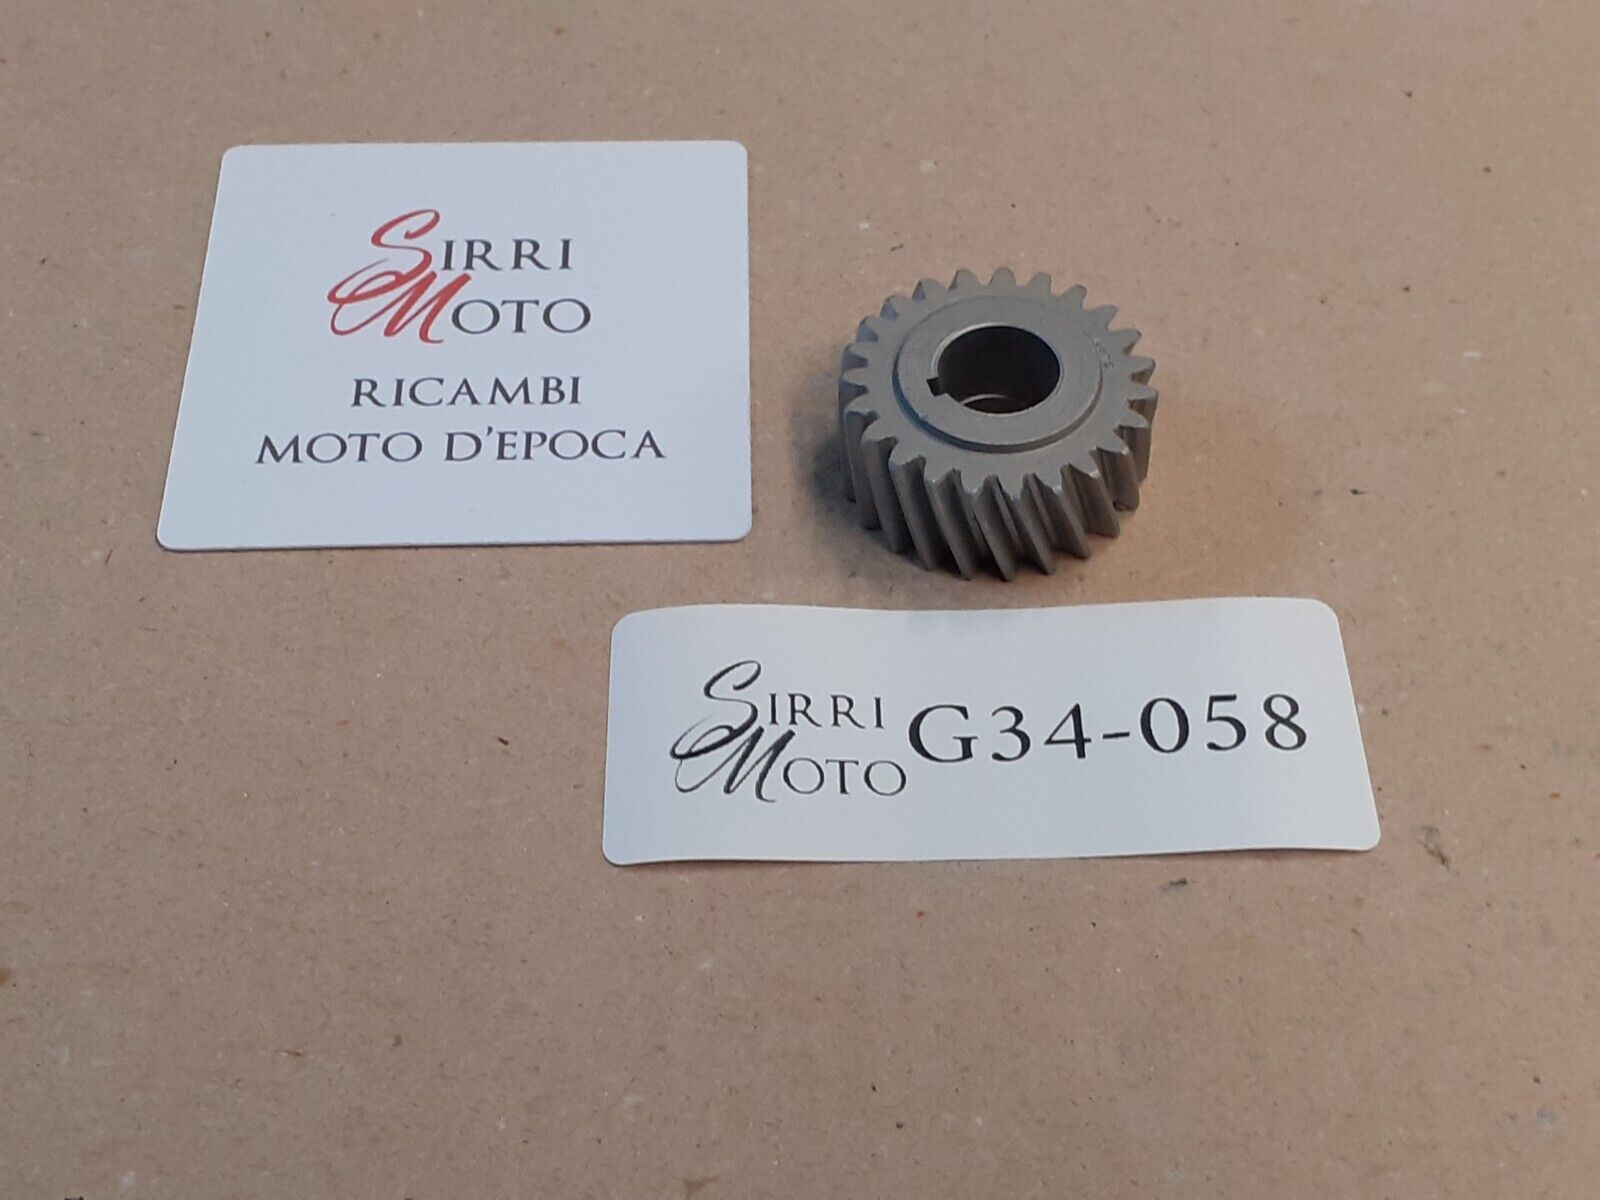 SIRRI
MOTO
RICAMBI
MOTO D'EPOCA
SIRRI
MOTO
G34-058